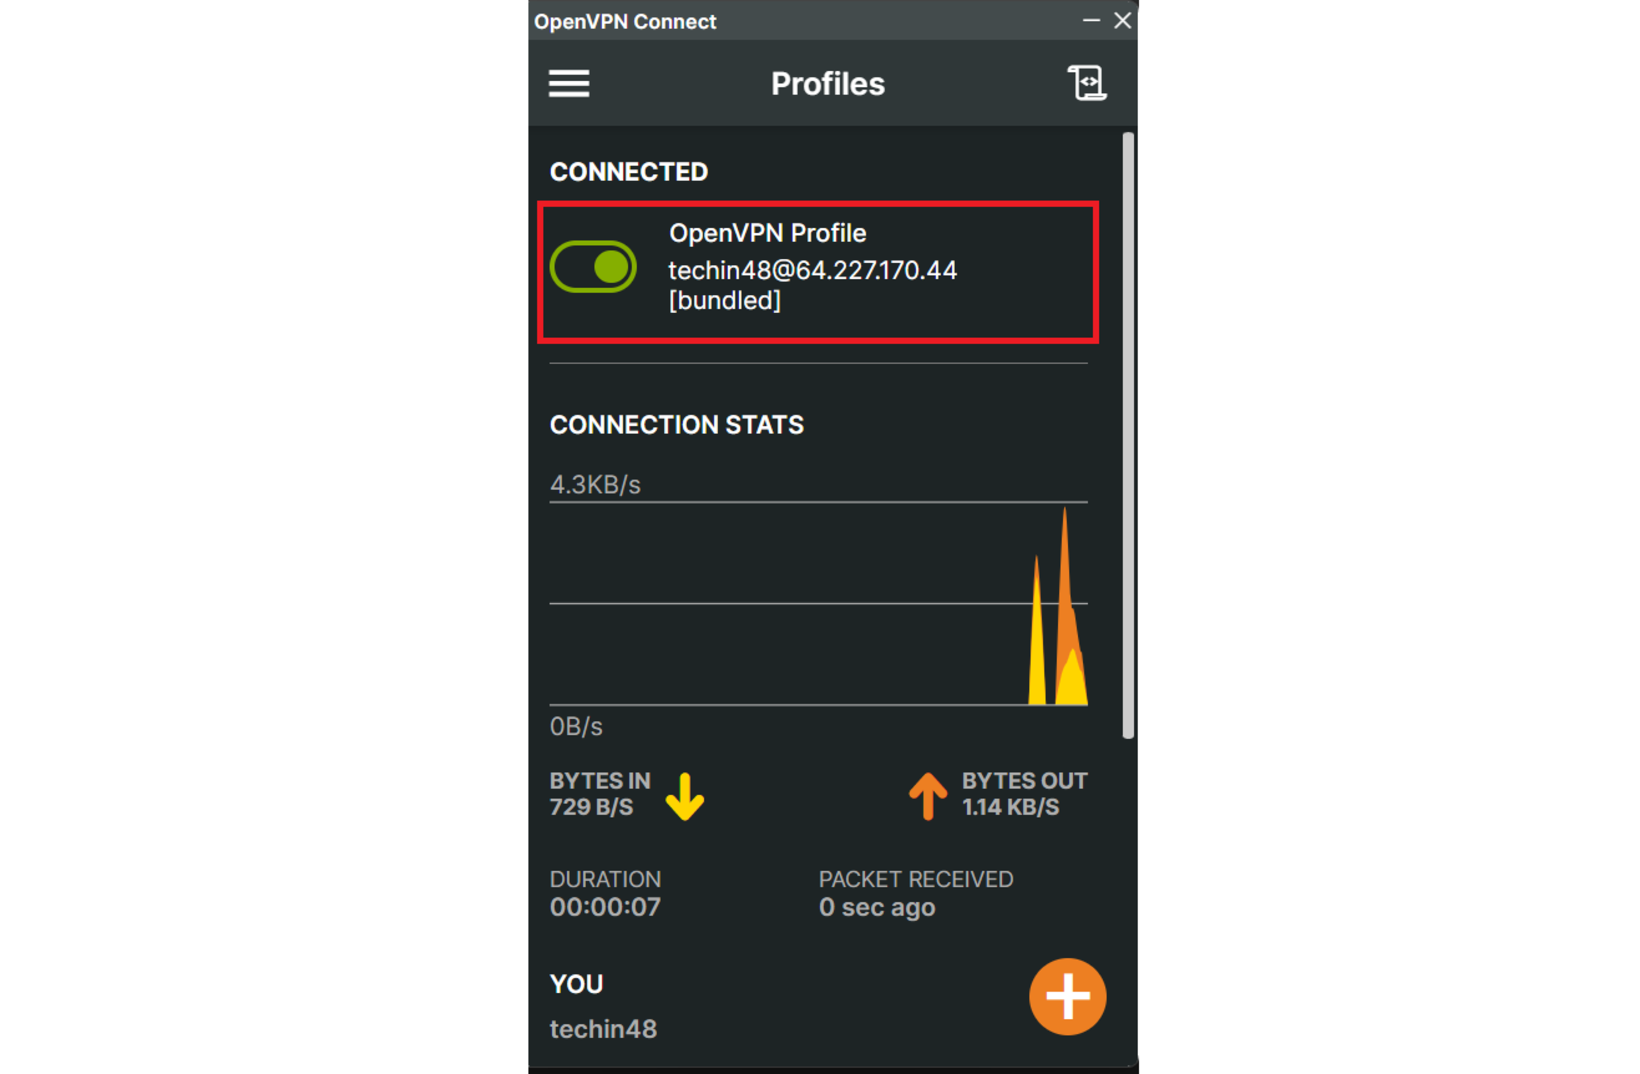 OpenVPN Connect
Profiles
CONNECTED
OpenVPN Profile
techin48@64.227.170.44
[bundled]
CONNECTION STATS
4.3KB/s
0B/s
BYTES IN
729 B/S
BYTES OUT
1.14 KB/S
DURATION
00:00:07
PACKET RECEIVED
0 sec ago
YOU
techin48